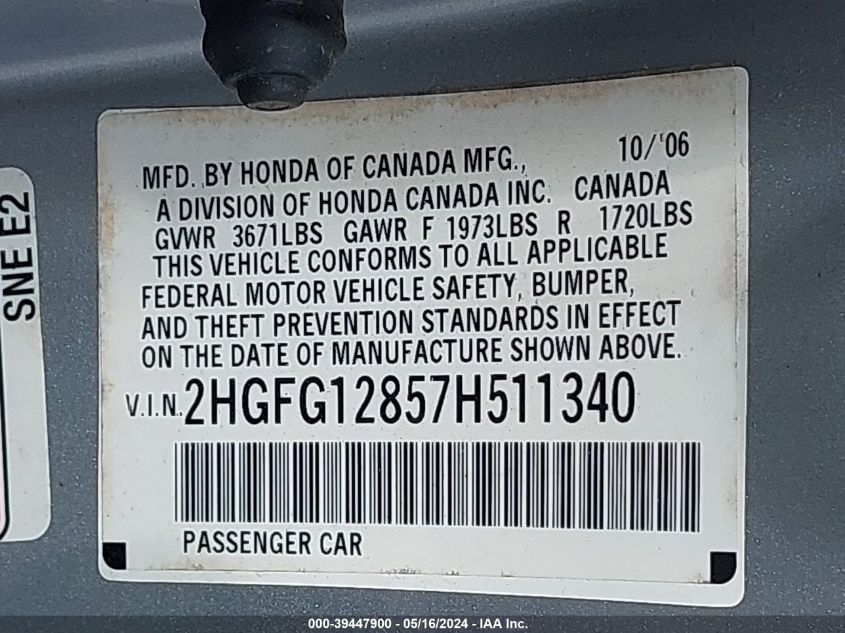 MFD. BY HONDA OF CANADA MFG., 10/'06
A DIVISION OF HONDA CANADA INC. CANADA
GVWR 3671LBS GAWR F 1973LBS R 1720LBS
THIS VEHICLE CONFORMS TO ALL APPLICABLE
FEDERAL MOTOR VEHICLE SAFETY, BUMPER,
AND THEFT PREVENTION STANDARDS IN EFFECT
ON THE DATE OF MANUFACTURE SHOWN ABOVE.
V.I.N. 2HGFG12857H511340
PASSENGER CAR
SNE E2
000-39447900 - 05/16/2024 - IAA Inc.